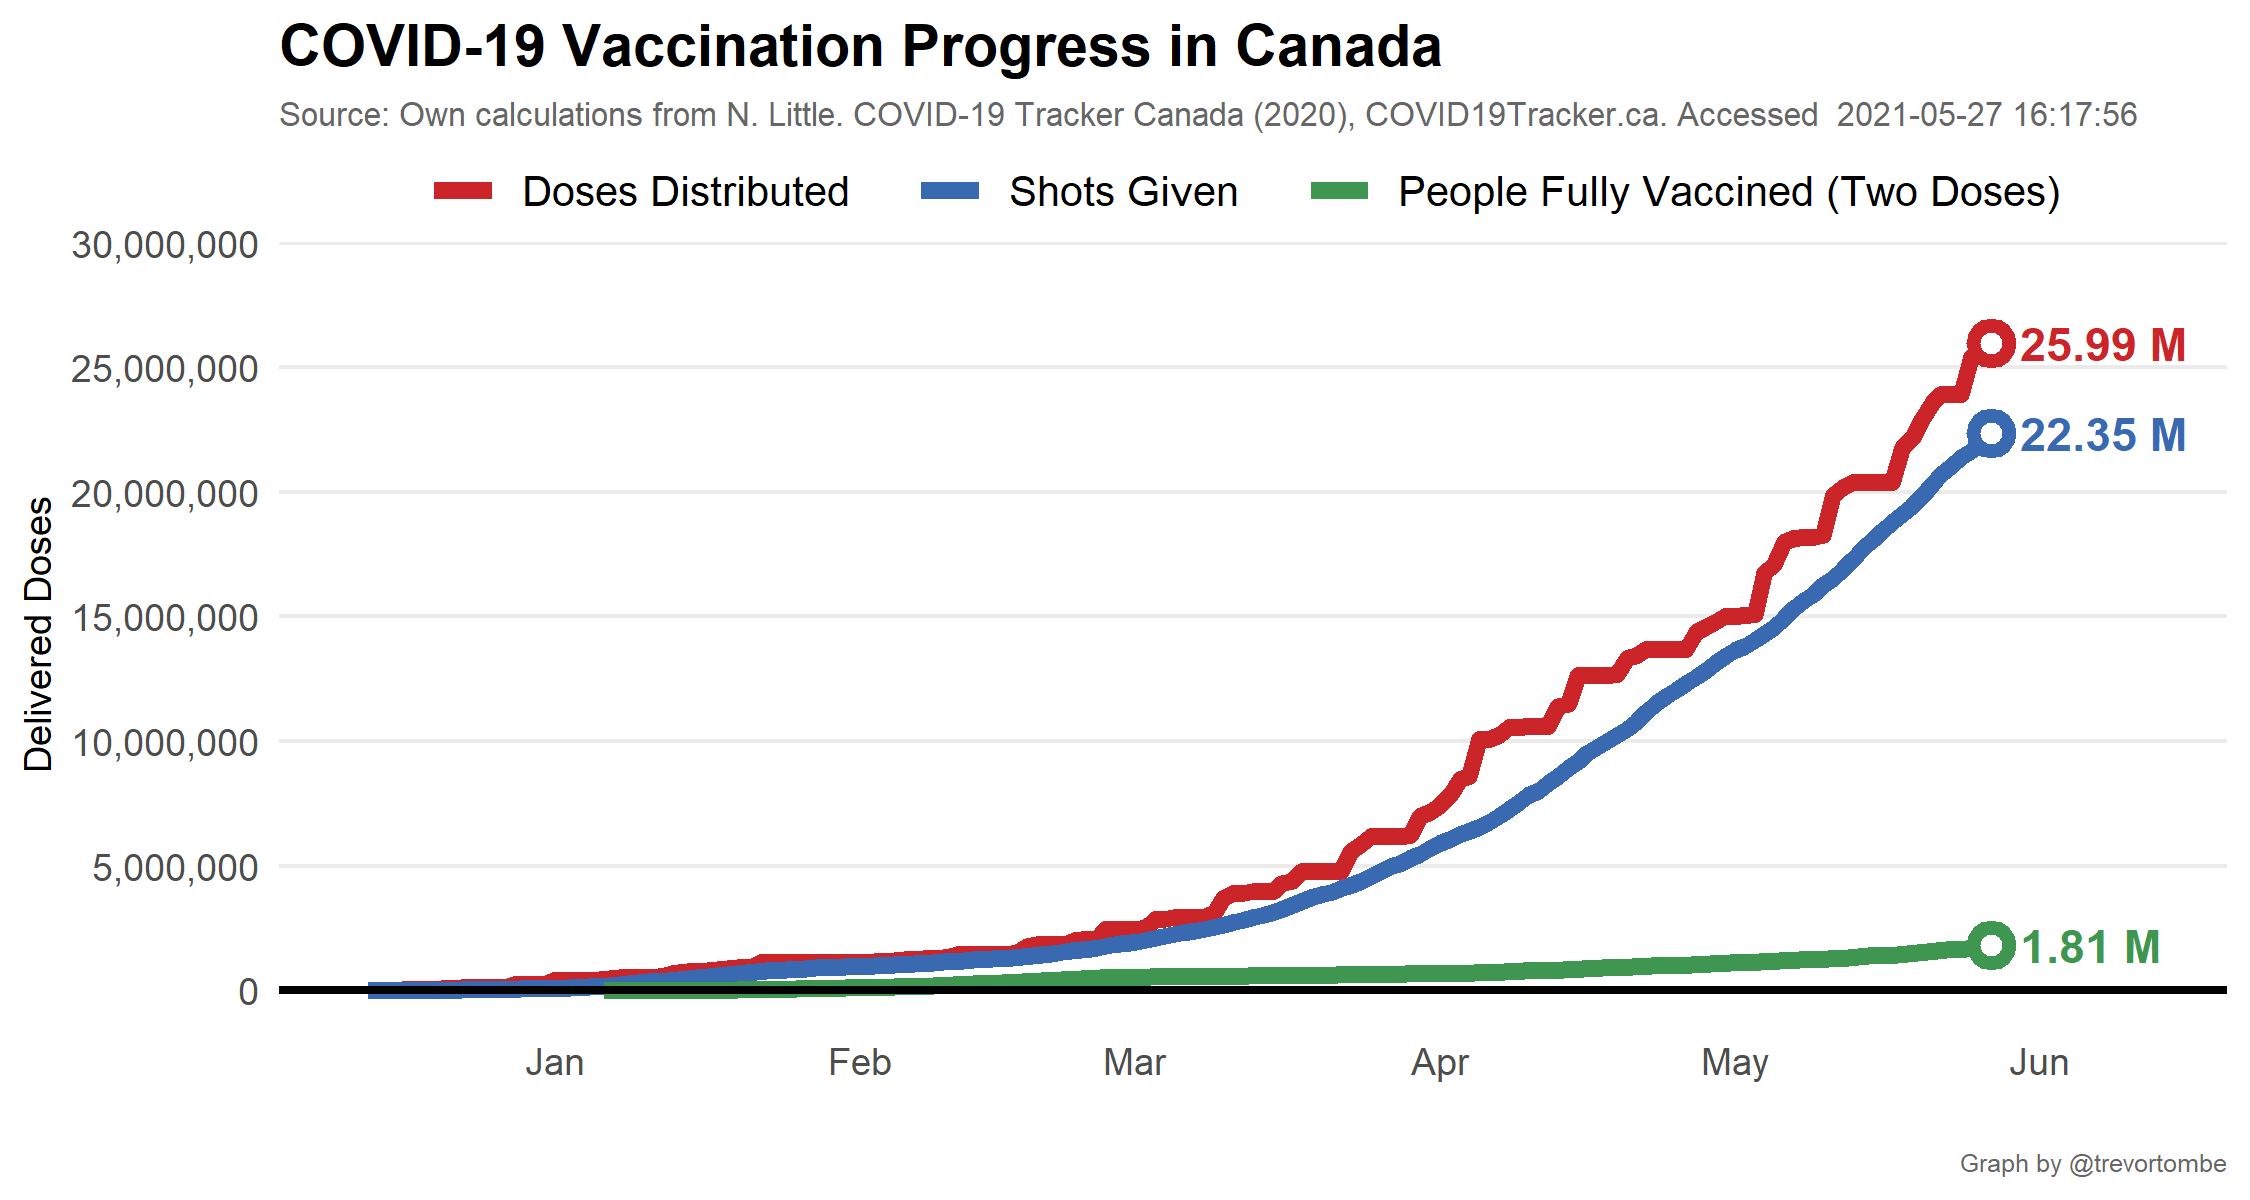 COVID-19 Vaccination Progress in Canada
Source: Own calculations from N. Little. COVID-19 Tracker Canada (2020), COVID19Tracker.ca. Accessed  2021-05-27 16:17:56
Doses Distributed
Shots Given
People Fully Vaccined (Two Doses)
Delivered Doses
30,000,000
25,000,000
20,000,000
15,000,000
10,000,000
5,000,000
0
25.99 M
22.35 M
1.81 M
Jan
Feb
Mar
Apr
May
Jun
Graph by @trevortombe